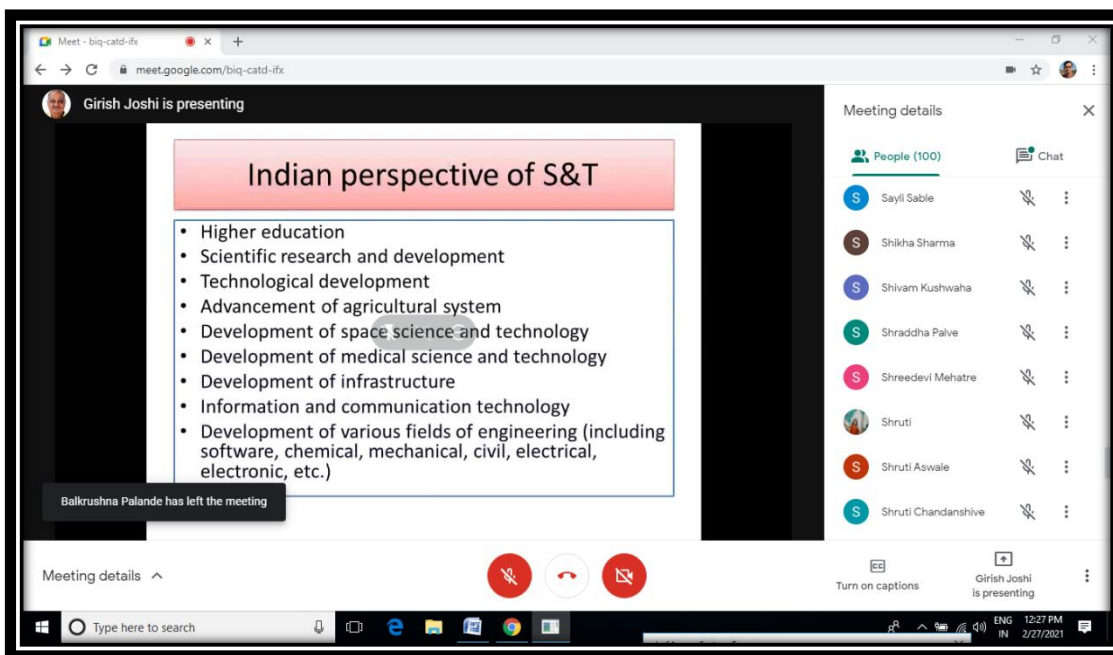 Meet - biq-catd-ifx
meet.google.com/biq-catd-ifx
Girish Joshi is presenting
Indian perspective of S&T
• Higher education
• Scientific research and development
• Technological development
• Advancement of agricultural system
• Development of space science and technology
• Development of medical science and technology
• Development of infrastructure
• Information and communication technology
• Development of various fields of engineering (including
software, chemical, mechanical, civil, electrical,
electronic, etc.)
Balkrushna Palande has left the meeting
Meeting details
People (100)
Chat
S Sayli Sable
S Shikha Sharma
S Shivam Kushwaha
S Shraddha Palve
S Shreedevi Mehatre
Shruti
S Shruti Aswale
S Shruti Chandanshive
Meeting details
CC
Turn on captions
Girish Joshi
is presenting
Type here to search
ENG
IN
12:27 PM
2/27/2021